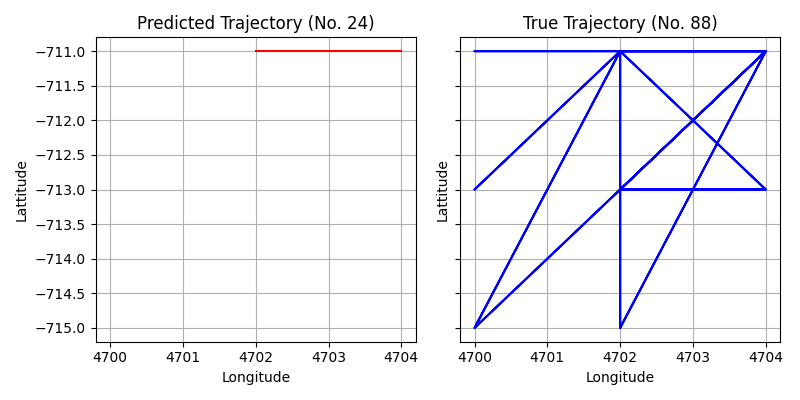 Predicted Trajectory (No. 24)
True Trajectory (No. 88)
Lattitude
−711.0
−711.5
−712.0
−712.5
−713.0
−713.5
−714.0
−714.5
−715.0
4700 4701 4702 4703 4704
Longitude
Lattitude
4700 4701 4702 4703 4704
Longitude